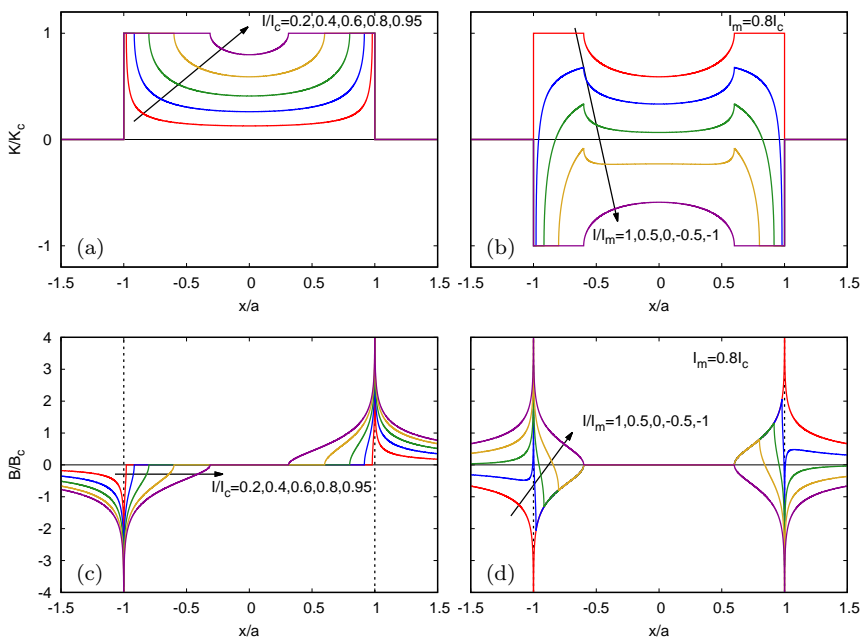 I/I_c=0.2,0.4,0.6,0.8,0.95
K/K_c
1
0
-1
(a)
-1.5 -1 -0.5 0 0.5 1 1.5
x/a
I_m=0.8I_c
1
0
-1
I/I_m=1,0.5,0,-0.5,-1
(b)
-1.5 -1 -0.5 0 0.5 1 1.5
x/a
B/B_c
4
3
2
1
0
-1
-2
-3
-4
I/I_c=0.2,0.4,0.6,0.8,0.95
(c)
-1.5 -1 -0.5 0 0.5 1 1.5
x/a
I_m=0.8I_c
I/I_m=1,0.5,0,-0.5,-1
(d)
-1.5 -1 -0.5 0 0.5 1 1.5
x/a